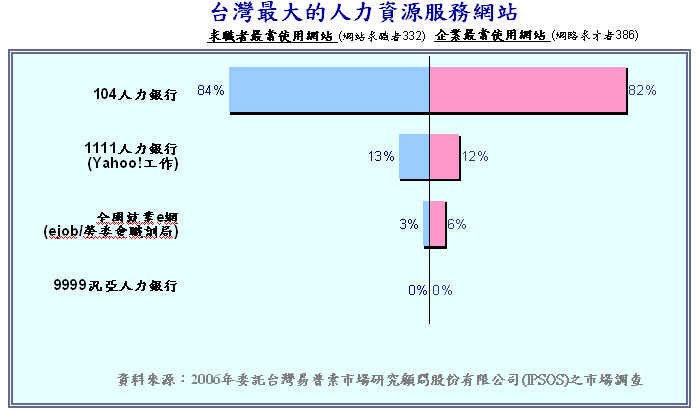 台灣最大的人力資源服務網站
求職者最常使用網站 (網站求職者332) 企業最常使用網站 (網路求才者386)
104人力銀行 84% 82%
1111人力銀行
(Yahoo!工作) 13% 12%
全國就業e網
(ejob/勞委會職訓局) 3% 6%
9999汎亞人力銀行 0% 0%
資料來源：2006年委託台灣易普索市場研究顧問股份有限公司(IPSOS)之市場調查